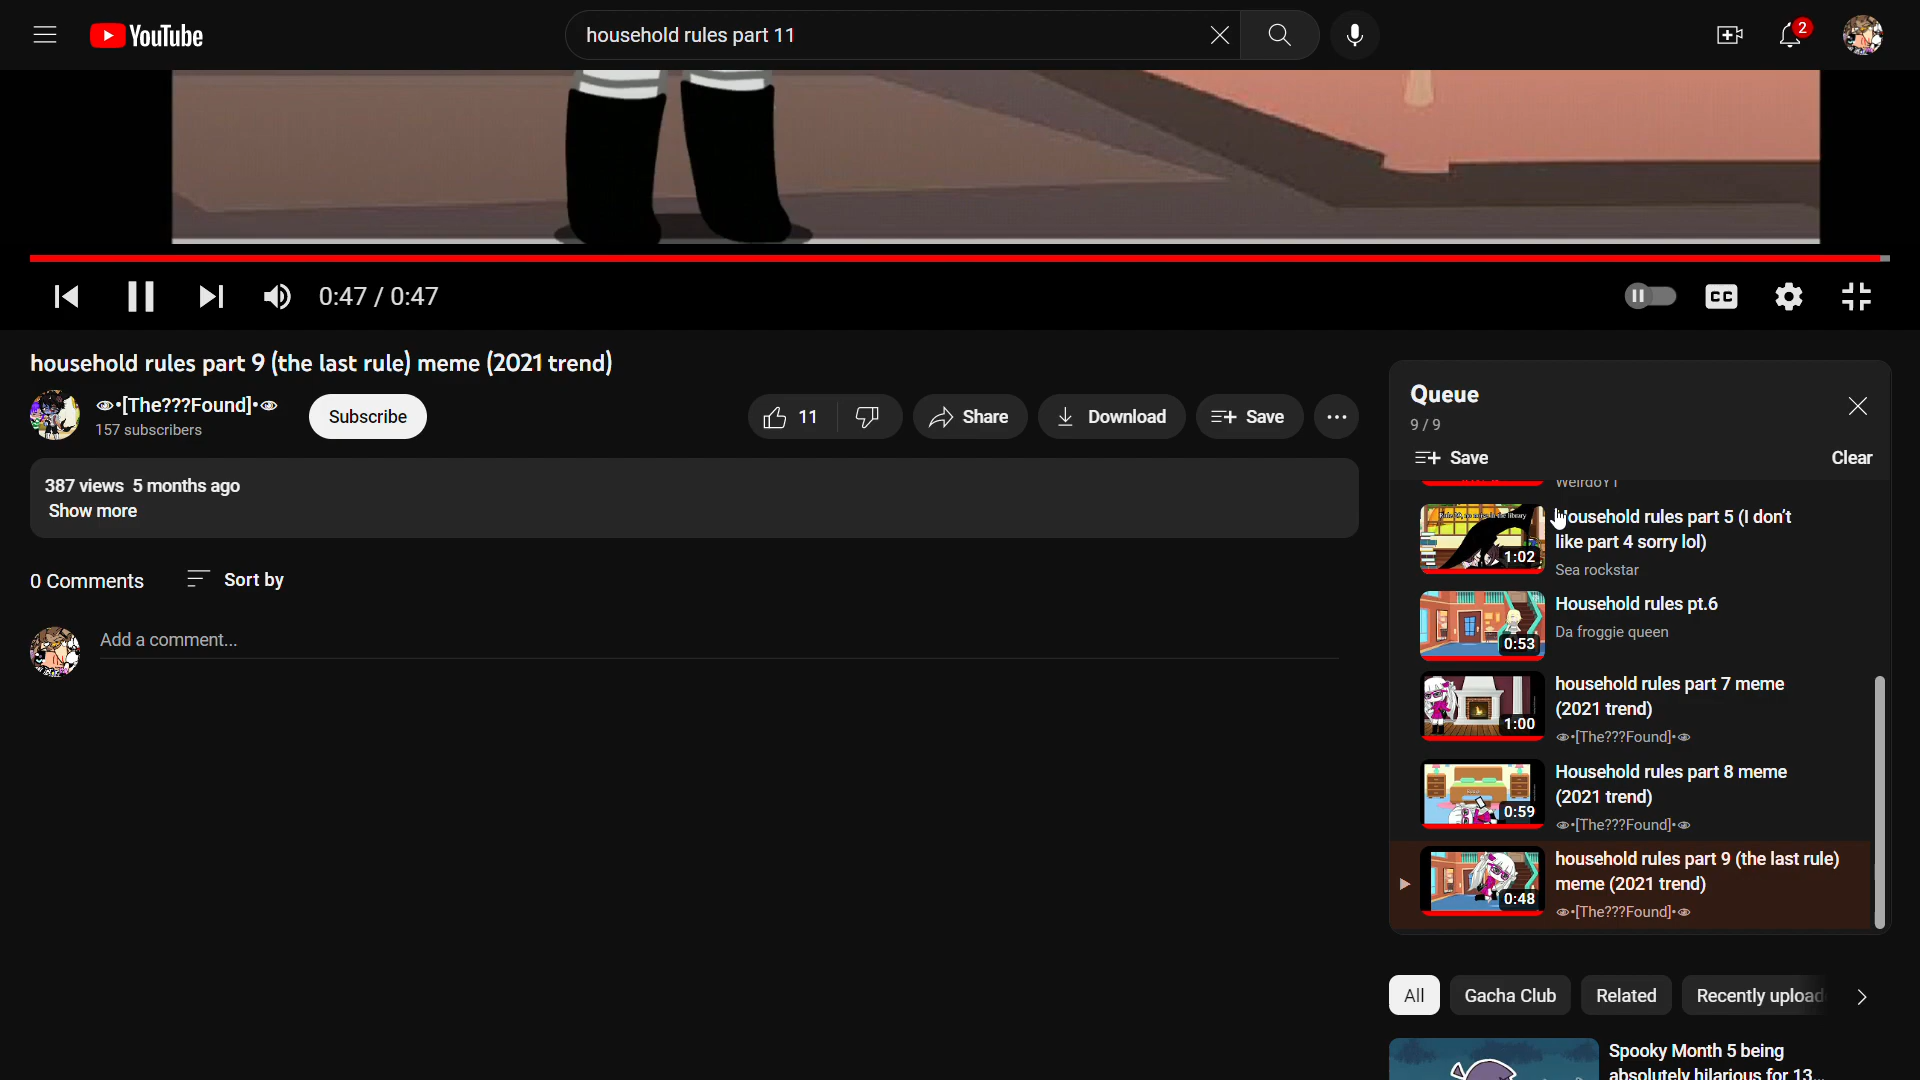 YouTube
household rules part 11
2
0:47 / 0:47
CC
household rules part 9 (the last rule) meme (2021 trend)
👁•[The???Found]•👁
157 subscribers
Subscribe
11
Share
Download
Save
387 views 5 months ago
Show more
0 Comments
Sort by
Add a comment...
Queue
9 / 9
Save
Clear
WeirdoYT
1:02
household rules part 5 (I don't
like part 4 sorry lol)
Sea rockstar
0:53
Household rules pt.6
Da froggie queen
1:00
household rules part 7 meme
(2021 trend)
👁•[The???Found]•👁
0:59
Household rules part 8 meme
(2021 trend)
👁•[The???Found]•👁
0:48
household rules part 9 (the last rule)
meme (2021 trend)
👁•[The???Found]•👁
All
Gacha Club
Related
Recently upload
Spooky Month 5 being
absolutely hilarious for 13...